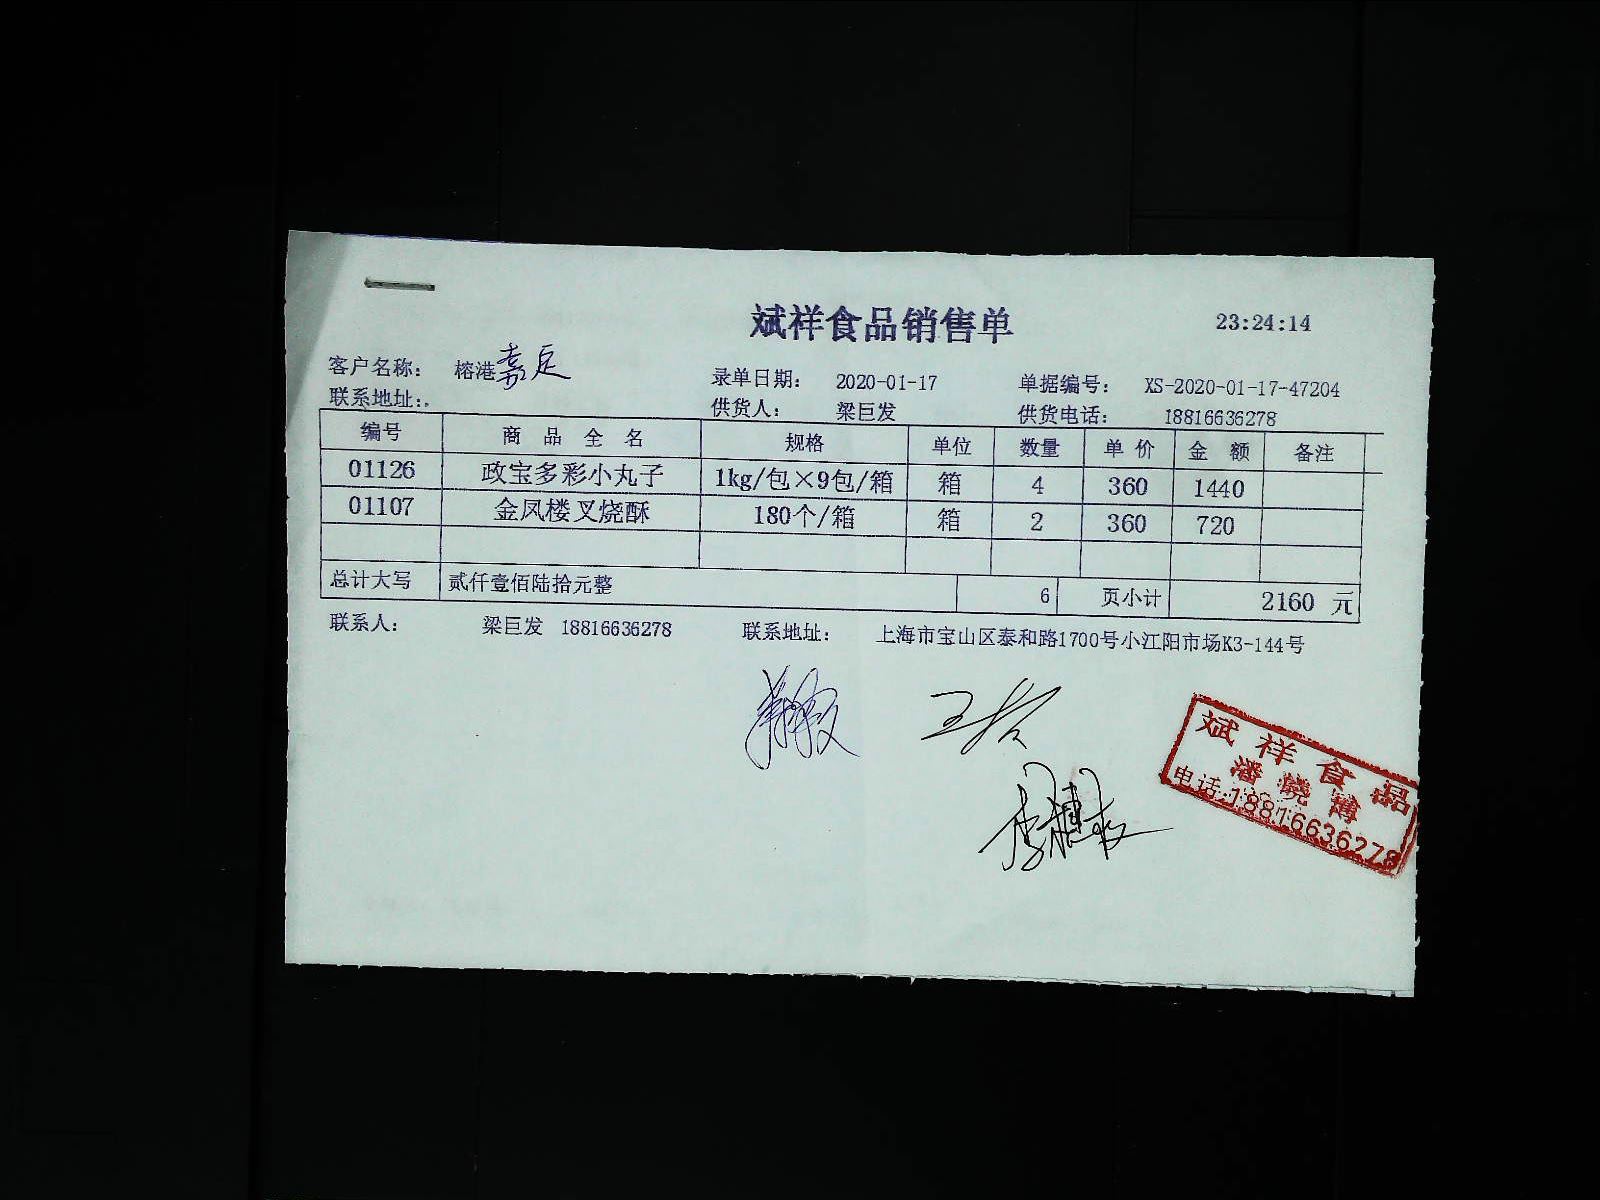 斌祥食品销售单 23:24:14
客户名称： 榕港嘉定 录单日期： 2020-01-17 单据编号： XS-2020-01-17-47204
联系地址：. 供货人： 梁巨发 供货电话： 18816636278
编号 商 品 全 名 规格 单位 数量 单 价 金 额 备注
01126 政宝多彩小丸子 1kg/包×9包/箱 箱 4 360 1440
01107 金凤楼叉烧酥 180个/箱 箱 2 360 720
总计大写 贰仟壹佰陆拾元整 6 页小计 2160 元
联系人： 梁巨发 18816636278 联系地址： 上海市宝山区泰和路1700号小江阳市场K3-144号
斌祥食品
潘晓博
电话:18816636278